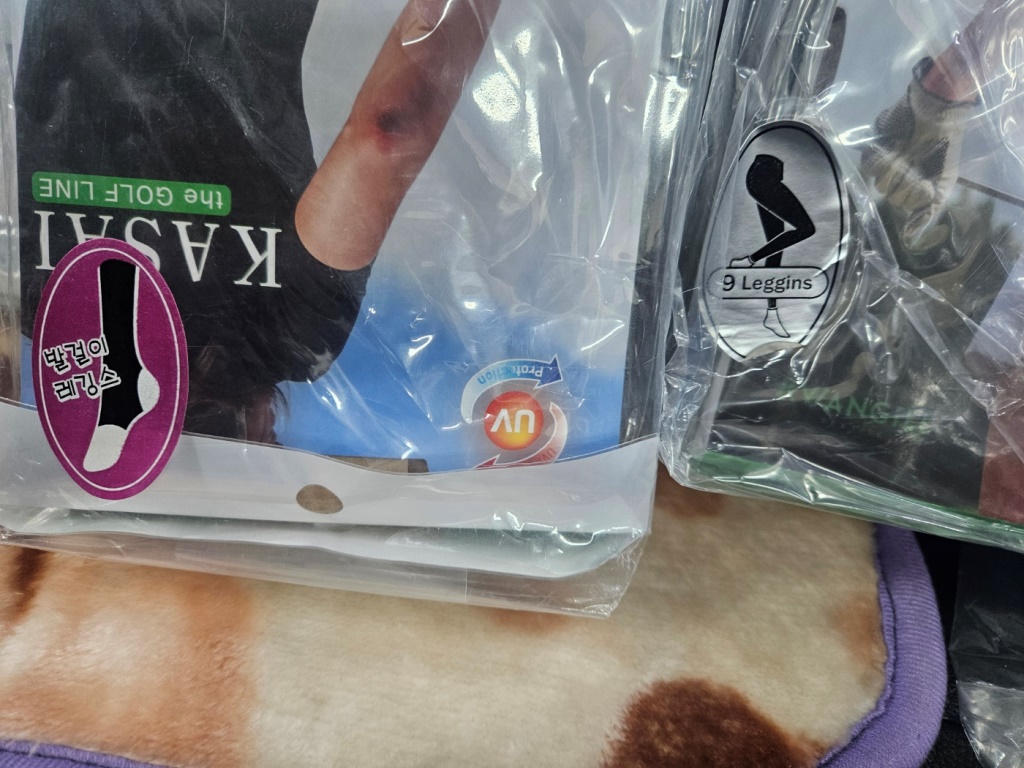 the GOLF LINE
KASAI
발걸이
레깅스
Protection
UV
9 Leggins